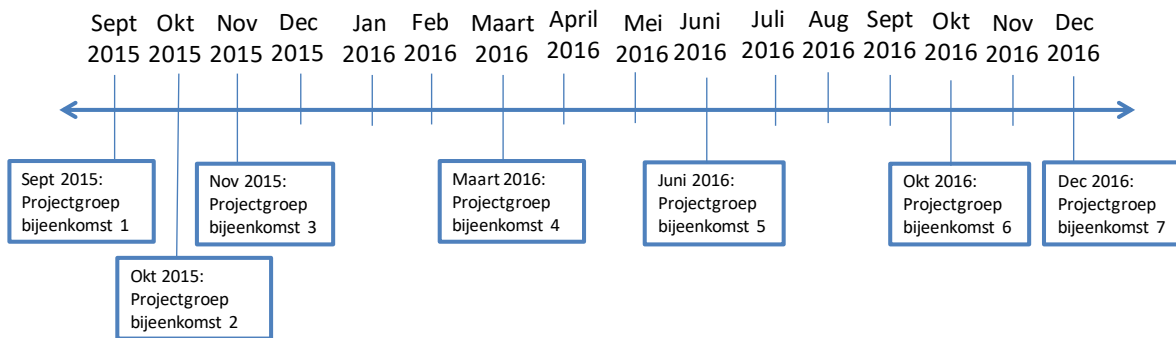 Sept 2015
Okt 2015
Nov 2015
Dec 2015
Jan 2016
Feb 2016
Maart 2016
April 2016
Mei 2016
Juni 2016
Juli 2016
Aug 2016
Sept 2016
Okt 2016
Nov 2016
Dec 2016
Sept 2015:
Projectgroep
bijeenkomst 1
Okt 2015:
Projectgroep
bijeenkomst 2
Nov 2015:
Projectgroep
bijeenkomst 3
Maart 2016:
Projectgroep
bijeenkomst 4
Juni 2016:
Projectgroep
bijeenkomst 5
Okt 2016:
Projectgroep
bijeenkomst 6
Dec 2016:
Projectgroep
bijeenkomst 7